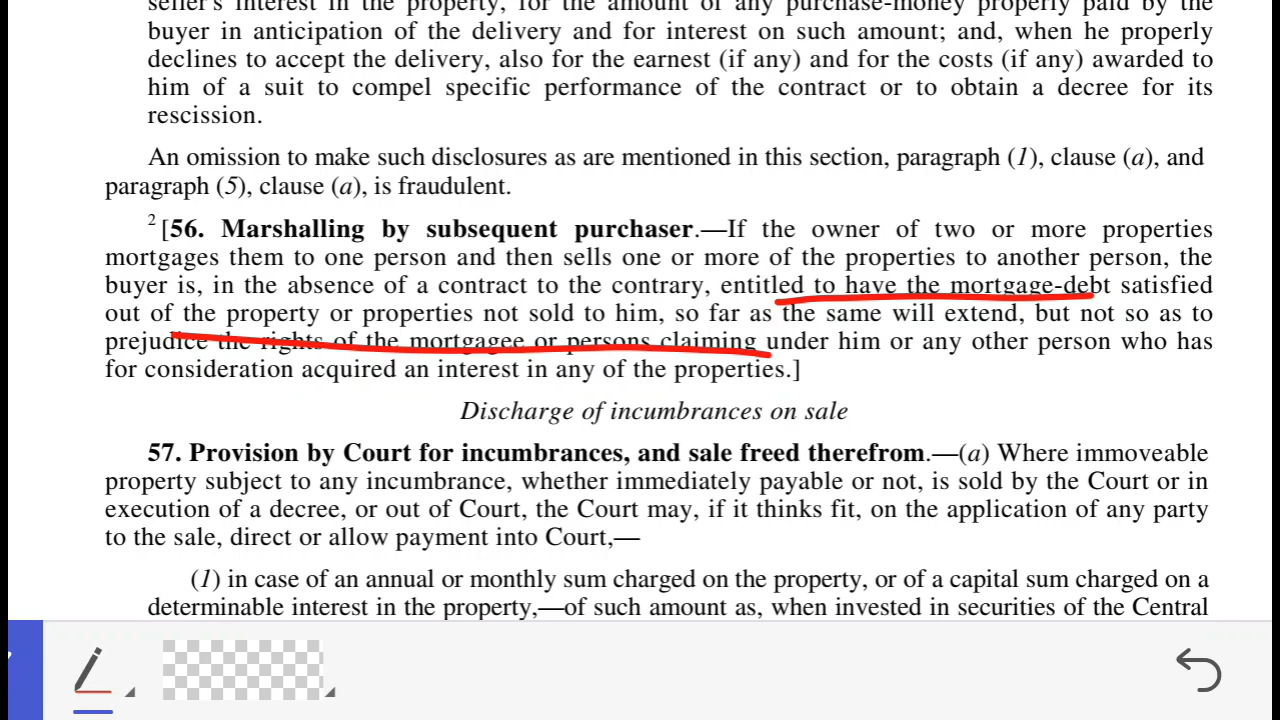 seller's interest in the property, for the amount of any purchase-money properly paid by the
buyer in anticipation of the delivery and for interest on such amount; and, when he properly
declines to accept the delivery, also for the earnest (if any) and for the costs (if any) awarded to
him of a suit to compel specific performance of the contract or to obtain a decree for its
rescission.
An omission to make such disclosures as are mentioned in this section, paragraph (1), clause (a), and
paragraph (5), clause (a), is fraudulent.
2 [56. Marshalling by subsequent purchaser.—If the owner of two or more properties
mortgages them to one person and then sells one or more of the properties to another person, the
buyer is, in the absence of a contract to the contrary, entitled to have the mortgage-debt satisfied
out of the property or properties not sold to him, so far as the same will extend, but not so as to
prejudice the rights of the mortgagee or persons claiming under him or any other person who has
for consideration acquired an interest in any of the properties.]
Discharge of incumbrances on sale
57. Provision by Court for incumbrances, and sale freed therefrom.—(a) Where immoveable
property subject to any incumbrance, whether immediately payable or not, is sold by the Court or in
execution of a decree, or out of Court, the Court may, if it thinks fit, on the application of any party
to the sale, direct or allow payment into Court,—
(1) in case of an annual or monthly sum charged on the property, or of a capital sum charged on a
determinable interest in the property,—of such amount as, when invested in securities of the Central